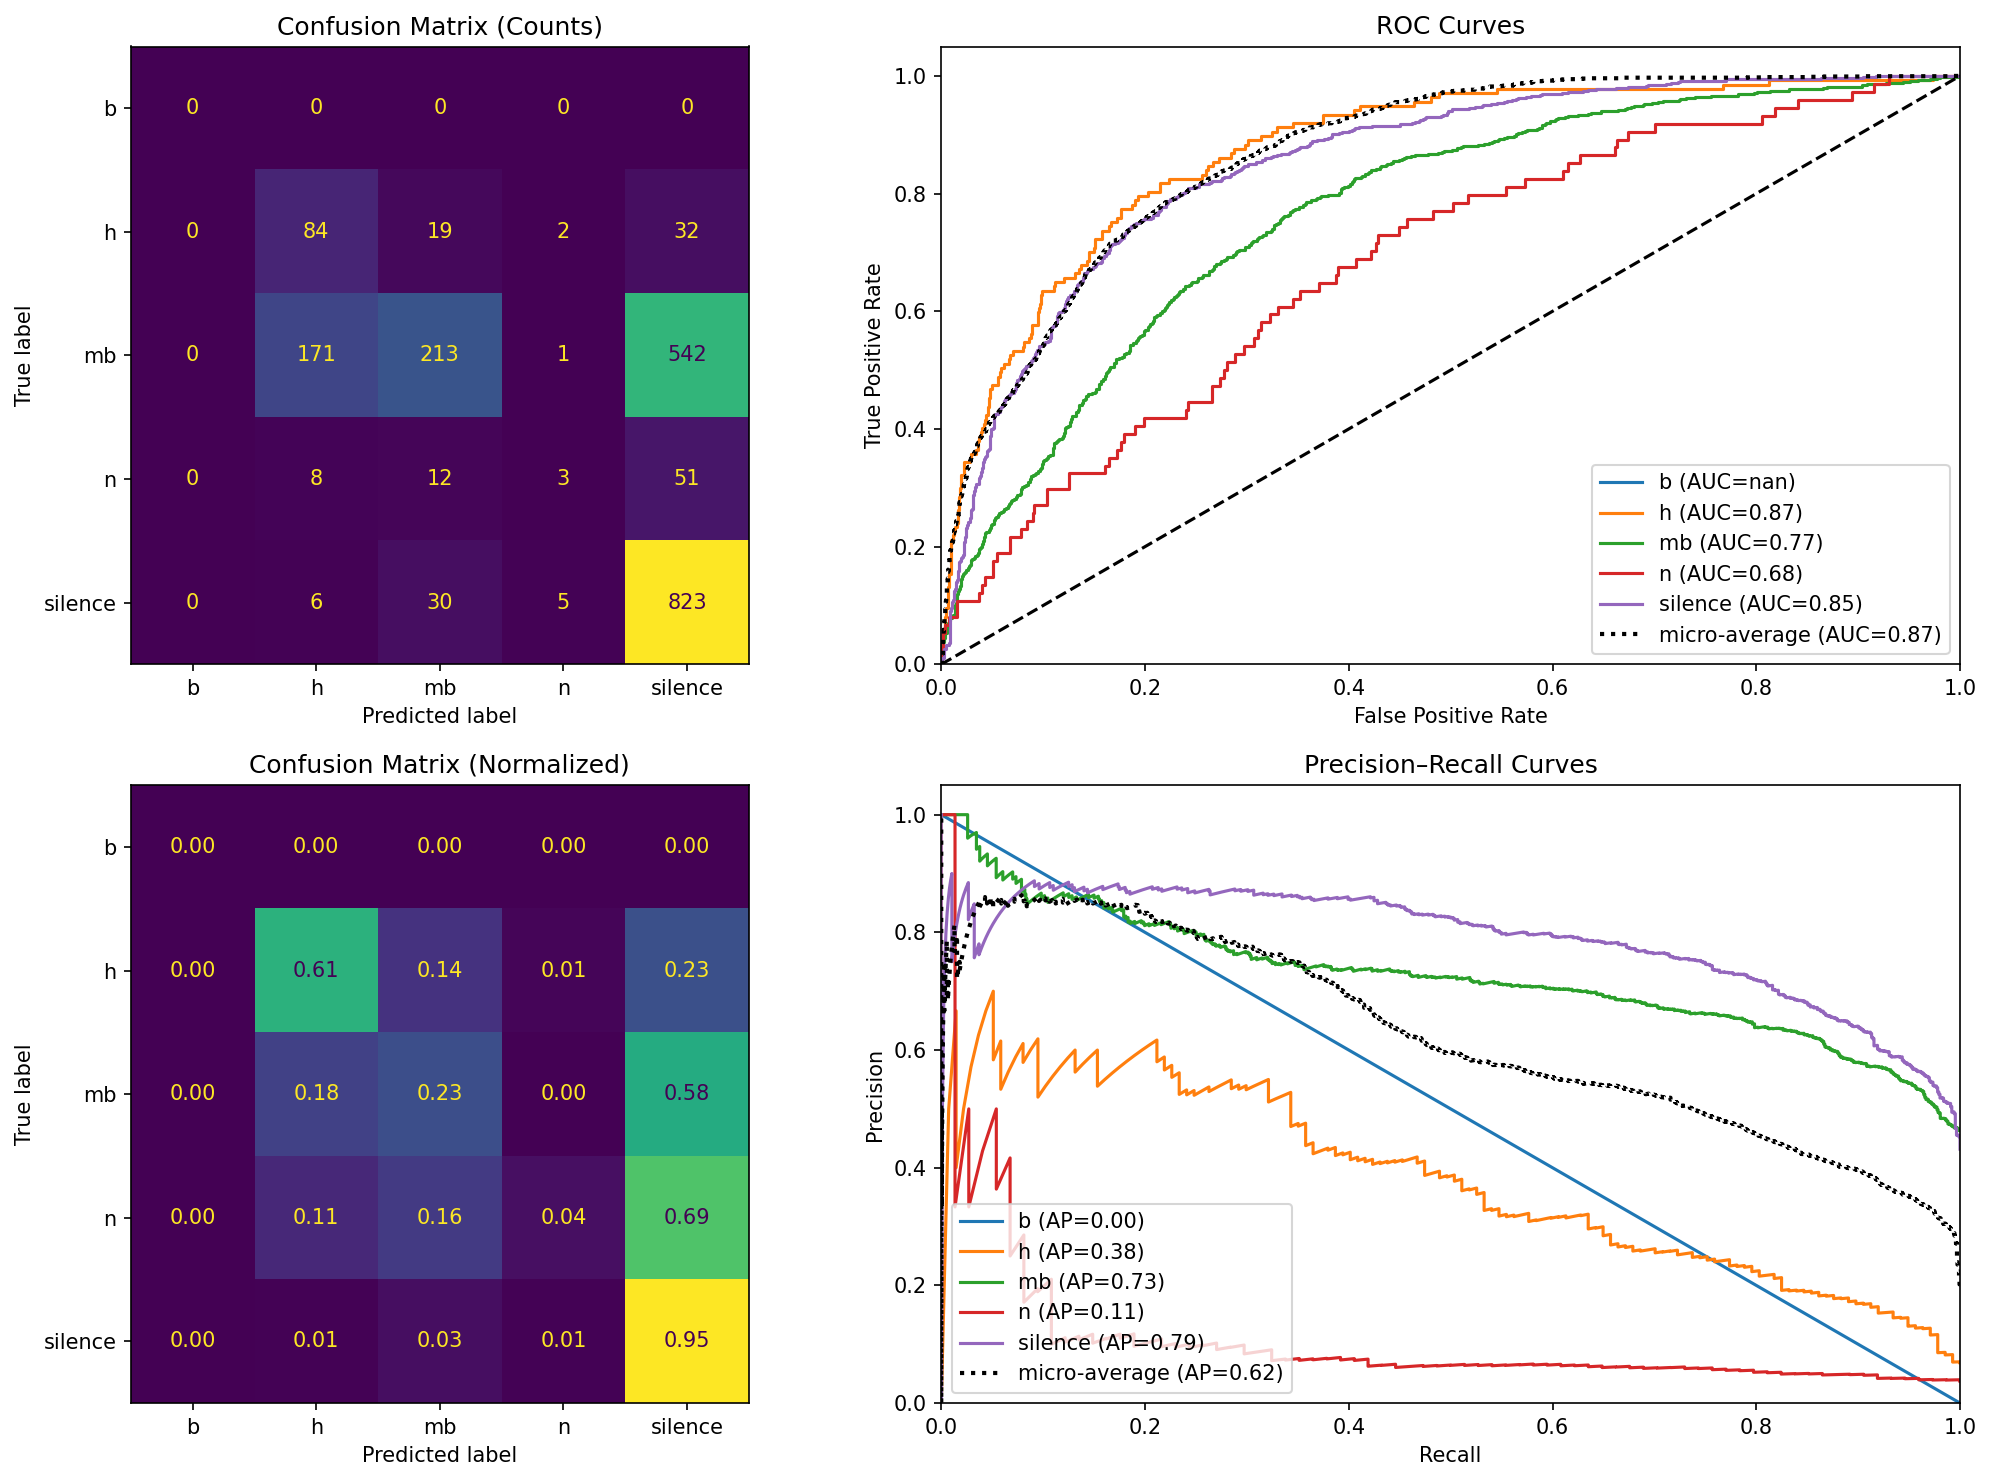 Confusion Matrix (Counts)
True label
b
h
mb
n
silence
0 0 0 0 0
0 84 19 2 32
0 171 213 1 542
0 8 12 3 51
0 6 30 5 823
b h mb n silence
Predicted label
ROC Curves
True Positive Rate
1.0
0.8
0.6
0.4
0.2
0.0
b (AUC=nan)
h (AUC=0.87)
mb (AUC=0.77)
n (AUC=0.68)
silence (AUC=0.85)
micro-average (AUC=0.87)
0.0 0.2 0.4 0.6 0.8 1.0
False Positive Rate
Confusion Matrix (Normalized)
True label
b
h
mb
n
silence
0.00 0.00 0.00 0.00 0.00
0.00 0.61 0.14 0.01 0.23
0.00 0.18 0.23 0.00 0.58
0.00 0.11 0.16 0.04 0.69
0.00 0.01 0.03 0.01 0.95
b h mb n silence
Predicted label
Precision–Recall Curves
Precision
1.0
0.8
0.6
0.4
0.2
0.0
b (AP=0.00)
h (AP=0.38)
mb (AP=0.73)
n (AP=0.11)
silence (AP=0.79)
micro-average (AP=0.62)
0.0 0.2 0.4 0.6 0.8 1.0
Recall